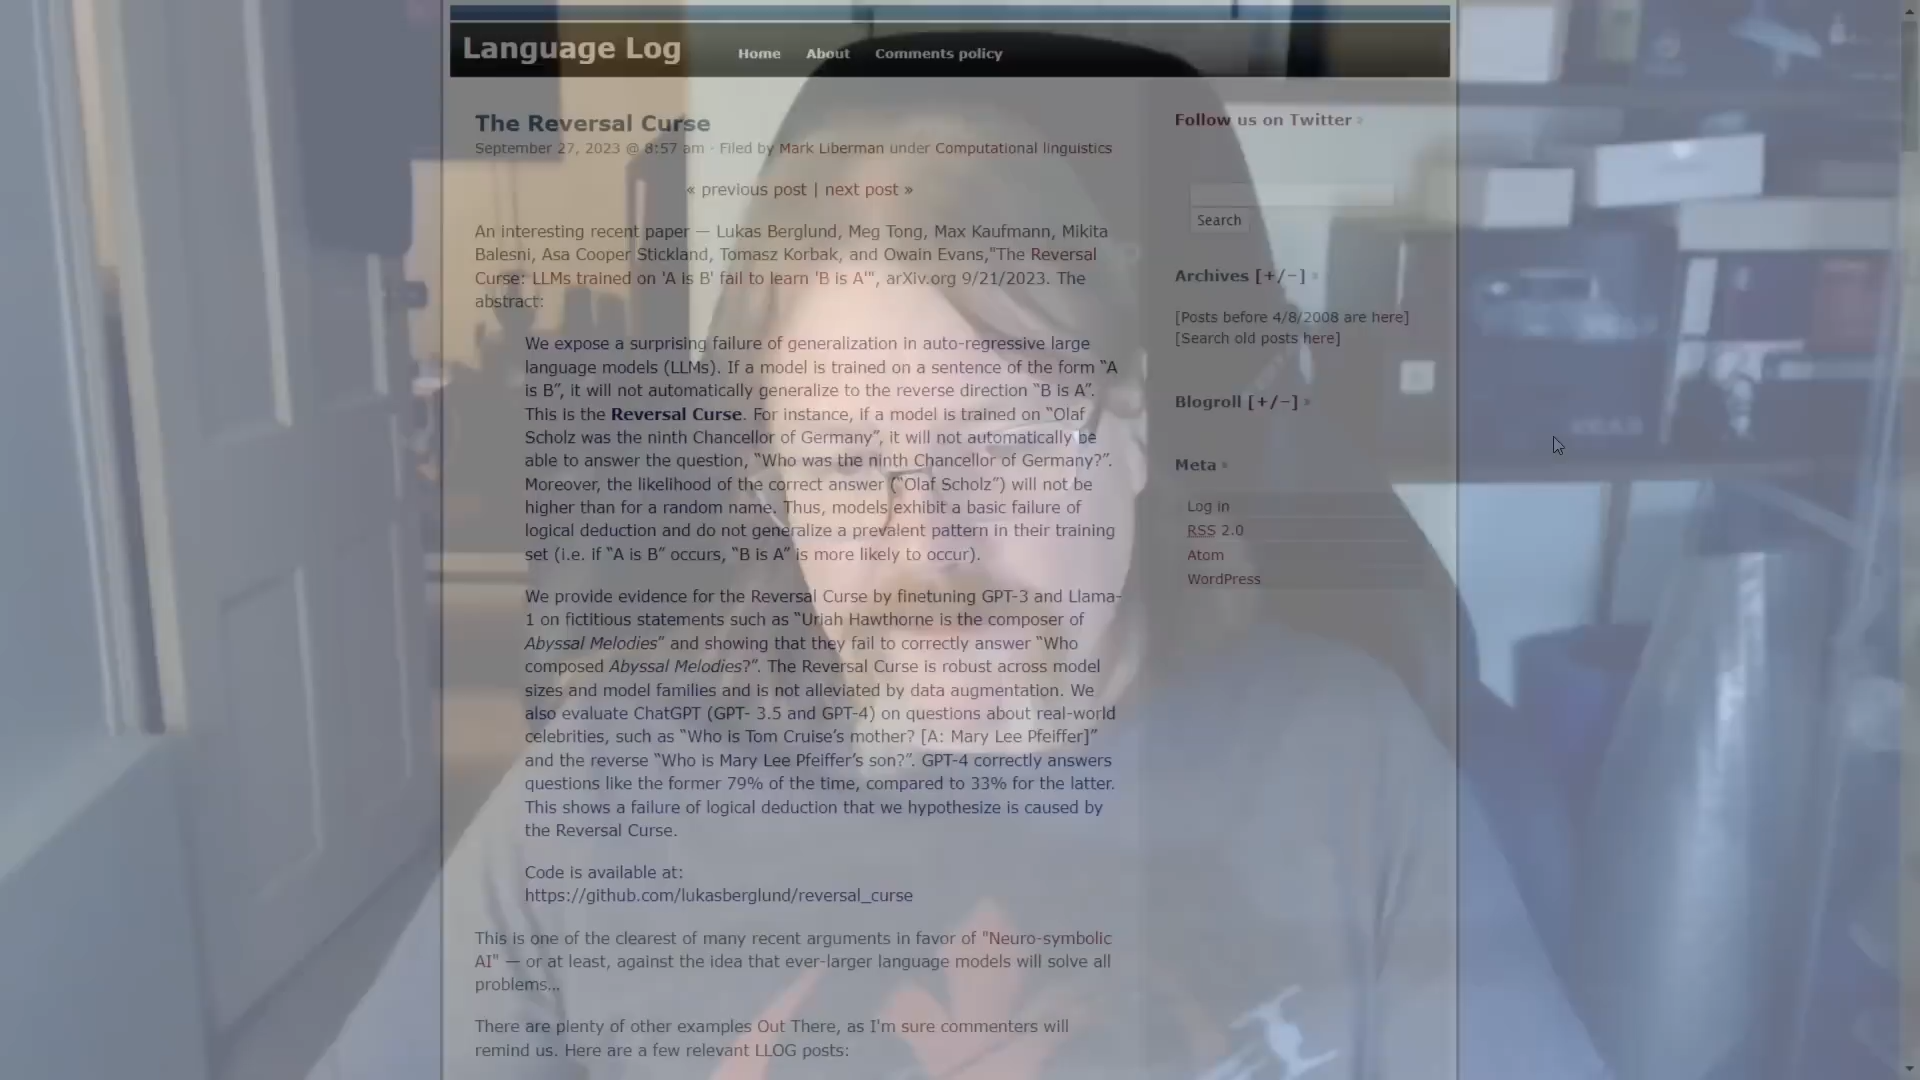 Language Log
Home About Comments policy
The Reversal Curse
September 27, 2023 @ 8:57 am · Filed by Mark Liberman under Computational linguistics
« previous post | next post »
An interesting recent paper — Lukas Berglund, Meg Tong, Max Kaufmann, Mikita
Balesni, Asa Cooper Stickland, Tomasz Korbak, and Owain Evans,"The Reversal
Curse: LLMs trained on 'A is B' fail to learn 'B is A'", arXiv.org 9/21/2023. The
abstract:
We expose a surprising failure of generalization in auto-regressive large
language models (LLMs). If a model is trained on a sentence of the form “A
is B”, it will not automatically generalize to the reverse direction “B is A”.
This is the Reversal Curse. For instance, if a model is trained on “Olaf
Scholz was the ninth Chancellor of Germany”, it will not automatically be
able to answer the question, “Who was the ninth Chancellor of Germany?”.
Moreover, the likelihood of the correct answer (“Olaf Scholz”) will not be
higher than for a random name. Thus, models exhibit a basic failure of
logical deduction and do not generalize a prevalent pattern in their training
set (i.e. if “A is B” occurs, “B is A” is more likely to occur).
We provide evidence for the Reversal Curse by finetuning GPT-3 and Llama-
1 on fictitious statements such as “Uriah Hawthorne is the composer of
Abyssal Melodies” and showing that they fail to correctly answer “Who
composed Abyssal Melodies?”. The Reversal Curse is robust across model
sizes and model families and is not alleviated by data augmentation. We
also evaluate ChatGPT (GPT- 3.5 and GPT-4) on questions about real-world
celebrities, such as “Who is Tom Cruise’s mother? [A: Mary Lee Pfeiffer]”
and the reverse “Who is Mary Lee Pfeiffer’s son?”. GPT-4 correctly answers
questions like the former 79% of the time, compared to 33% for the latter.
This shows a failure of logical deduction that we hypothesize is caused by
the Reversal Curse.
Code is available at:
https://github.com/lukasberglund/reversal_curse
This is one of the clearest of many recent arguments in favor of "Neuro-symbolic
AI" — or at least, against the idea that ever-larger language models will solve all
problems…
There are plenty of other examples Out There, as I'm sure commenters will
remind us. Here are a few relevant LLOG posts:
Follow us on Twitter »
Search
Archives [+/−] »
[Posts before 4/8/2008 are here]
[Search old posts here]
Blogroll [+/−] »
Meta »
Log in
RSS 2.0
Atom
WordPress